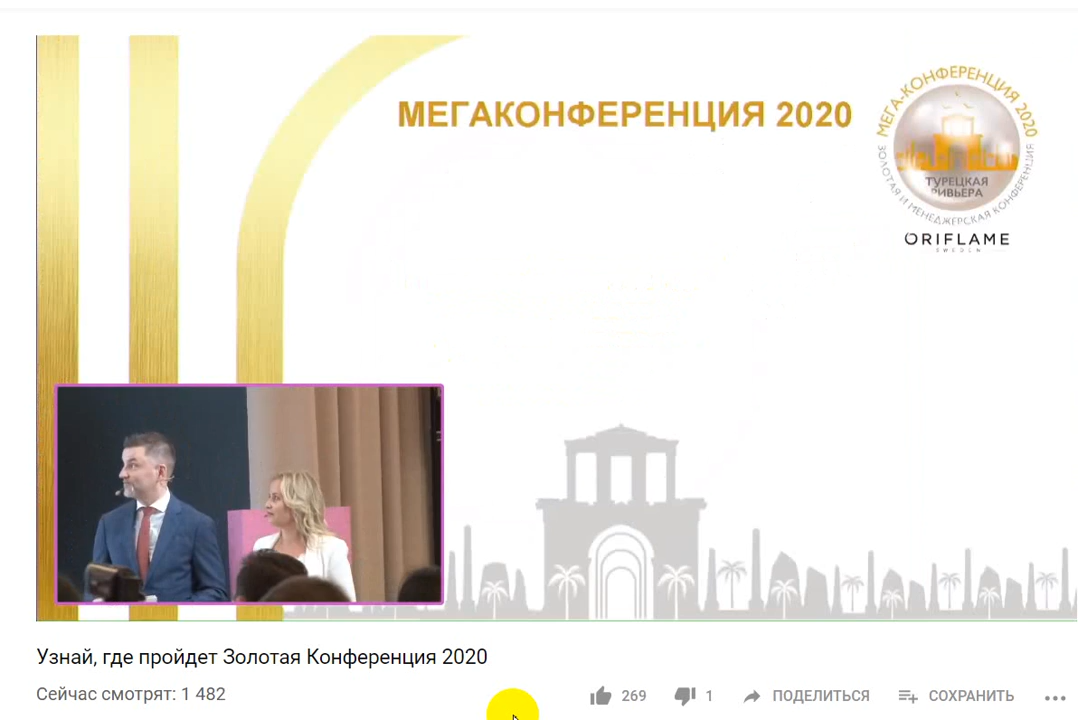 МЕГАКОНФЕРЕНЦИЯ 2020
МЕГА-КОНФЕРЕНЦИЯ 2020
ТУРЕЦКАЯ
РИВЬЕРА
ЗОЛОТАЯ И МЕНЕДЖЕРСКАЯ КОНФЕРЕНЦИЯ
ORIFLAME
SWEDEN
Узнай, где пройдет Золотая Конференция 2020
Сейчас смотрят: 1 482
269
1
ПОДЕЛИТЬСЯ
СОХРАНИТЬ